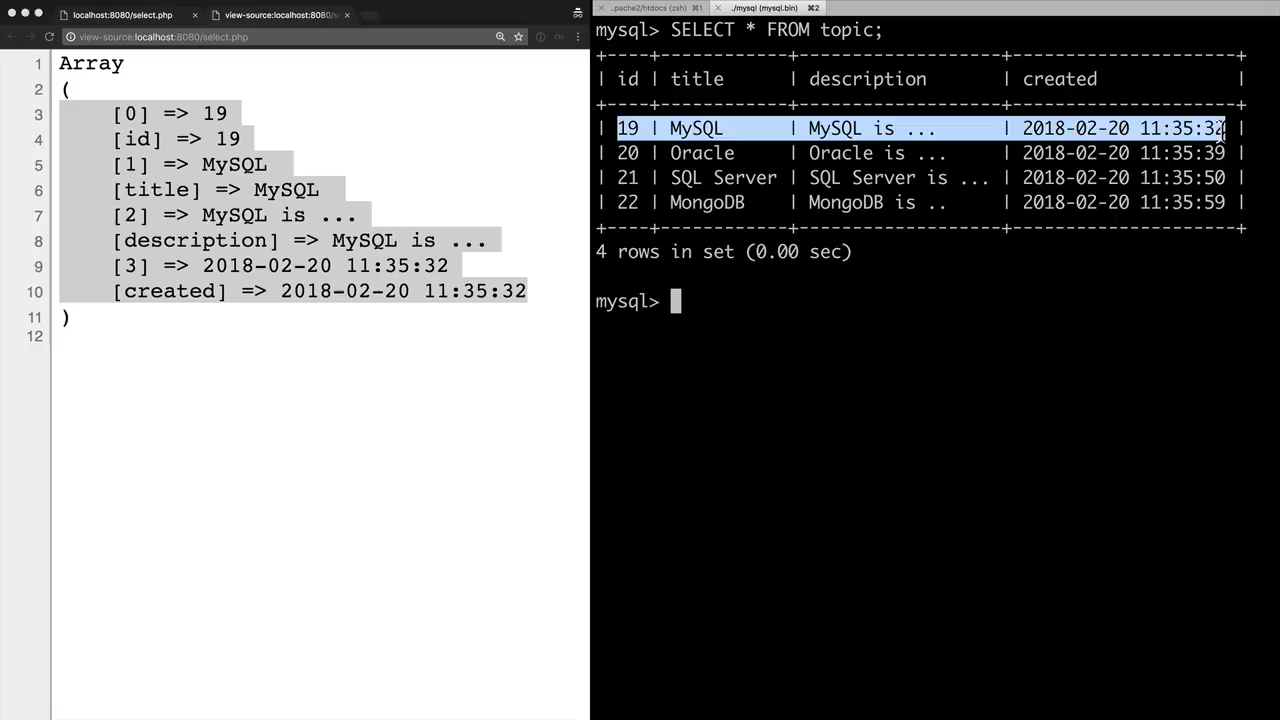 localhost:8080/select.php
view-source:localhost:8080/s
view-source:localhost:8080/select.php
1 Array
2 (
3 [0] => 19
4 [id] => 19
5 [1] => MySQL
6 [title] => MySQL
7 [2] => MySQL is ...
8 [description] => MySQL is ...
9 [3] => 2018-02-20 11:35:32
10 [created] => 2018-02-20 11:35:32
11 )
12
..pache2/htdocs (zsh) ⌘1
./mysql (mysql.bin) ⌘2
mysql> SELECT * FROM topic;
+----+------------+-------------------+---------------------+
| id | title | description | created |
+----+------------+-------------------+---------------------+
| 19 | MySQL | MySQL is ... | 2018-02-20 11:35:32 |
| 20 | Oracle | Oracle is ... | 2018-02-20 11:35:39 |
| 21 | SQL Server | SQL Server is ... | 2018-02-20 11:35:50 |
| 22 | MongoDB | MongoDB is .. | 2018-02-20 11:35:59 |
+----+------------+-------------------+---------------------+
4 rows in set (0.00 sec)
mysql>